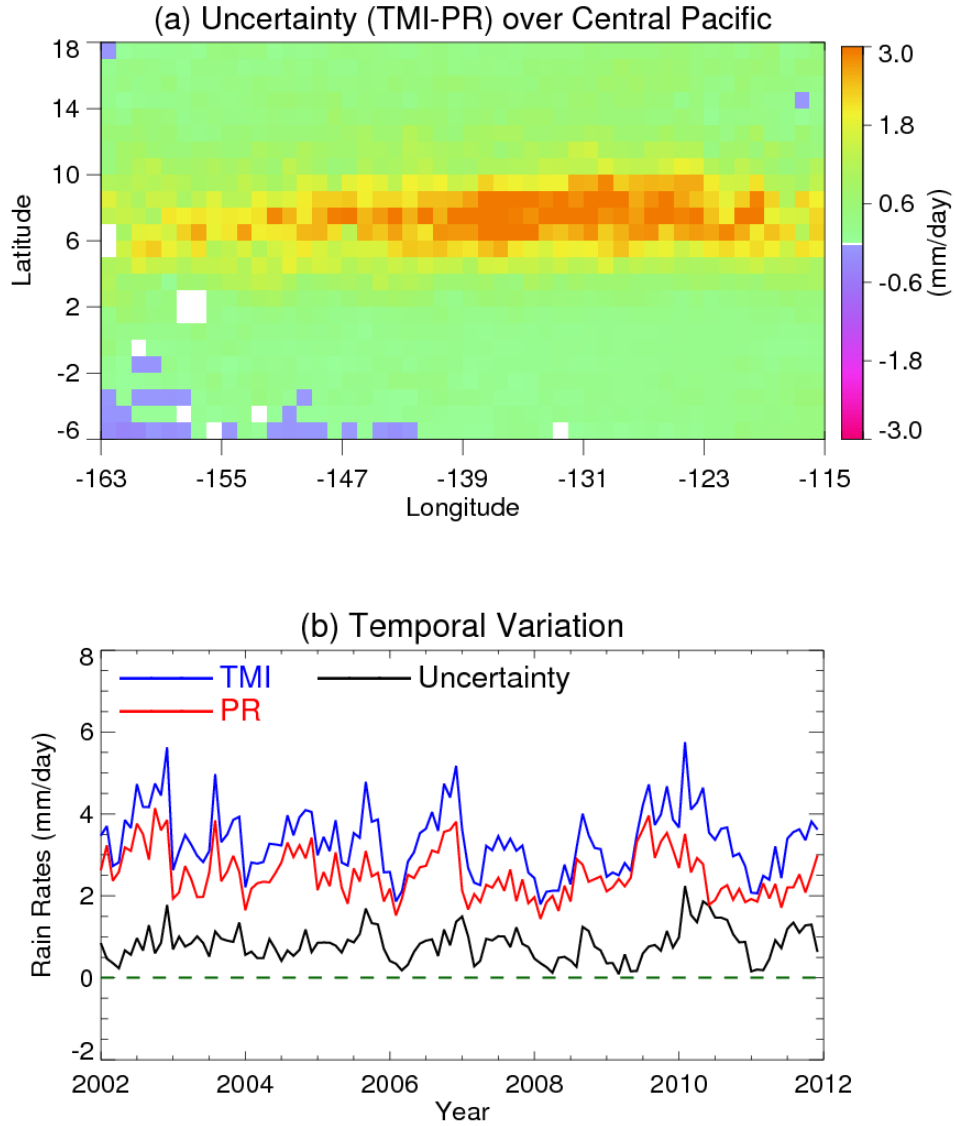 (a) Uncertainty (TMI-PR) over Central Pacific
18
14
10
6
2
-2
-6
Latitude
-163 -155 -147 -139 -131 -123 -115
Longitude
3.0
1.8
0.6
-0.6
-1.8
-3.0
(mm/day)
(b) Temporal Variation
8
6
4
2
0
-2
Rain Rates (mm/day)
TMI Uncertainty
PR
2002 2004 2006 2008 2010 2012
Year